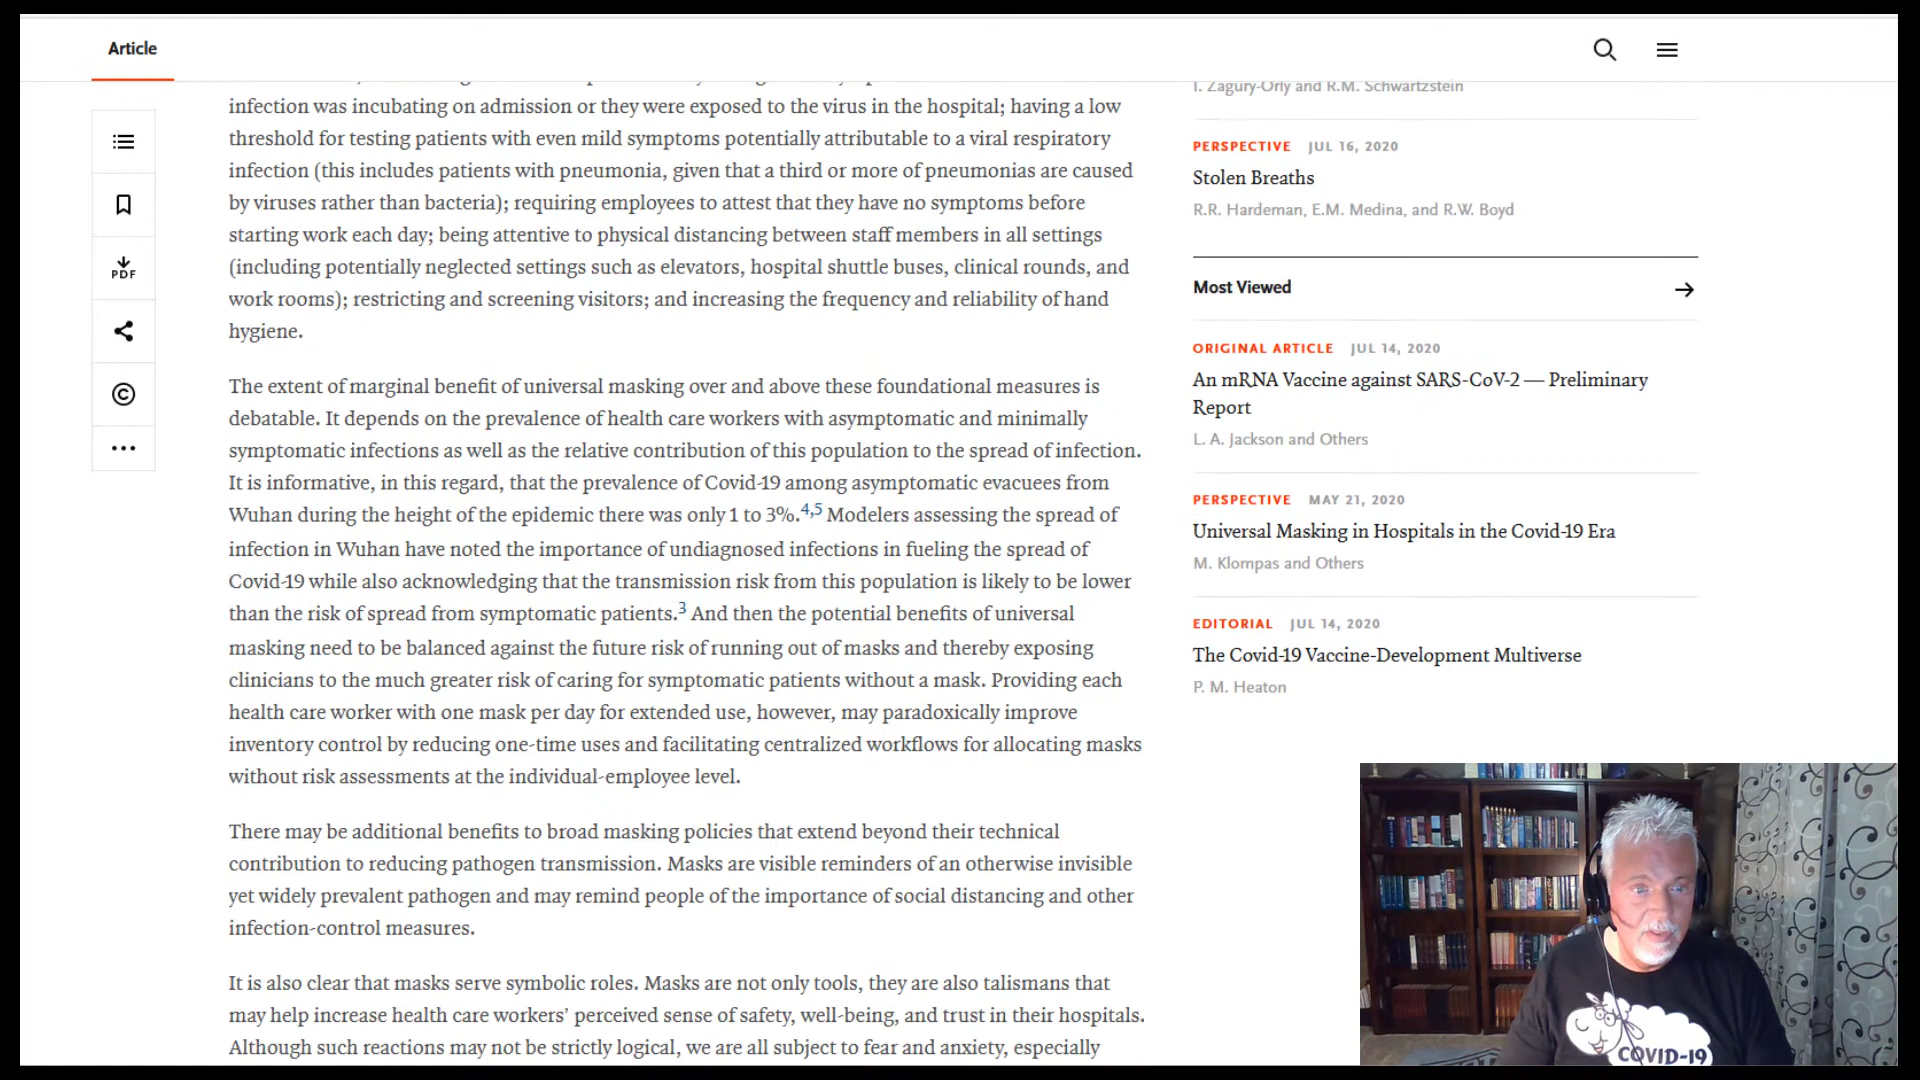 Article
infection was incubating on admission or they were exposed to the virus in the hospital; having a low
threshold for testing patients with even mild symptoms potentially attributable to a viral respiratory
infection (this includes patients with pneumonia, given that a third or more of pneumonias are caused
by viruses rather than bacteria); requiring employees to attest that they have no symptoms before
starting work each day; being attentive to physical distancing between staff members in all settings
(including potentially neglected settings such as elevators, hospital shuttle buses, clinical rounds, and
work rooms); restricting and screening visitors; and increasing the frequency and reliability of hand
hygiene.
The extent of marginal benefit of universal masking over and above these foundational measures is
debatable. It depends on the prevalence of health care workers with asymptomatic and minimally
symptomatic infections as well as the relative contribution of this population to the spread of infection.
It is informative, in this regard, that the prevalence of Covid-19 among asymptomatic evacuees from
Wuhan during the height of the epidemic there was only 1 to 3%.4,5 Modelers assessing the spread of
infection in Wuhan have noted the importance of undiagnosed infections in fueling the spread of
Covid-19 while also acknowledging that the transmission risk from this population is likely to be lower
than the risk of spread from symptomatic patients.3 And then the potential benefits of universal
masking need to be balanced against the future risk of running out of masks and thereby exposing
clinicians to the much greater risk of caring for symptomatic patients without a mask. Providing each
health care worker with one mask per day for extended use, however, may paradoxically improve
inventory control by reducing one-time uses and facilitating centralized workflows for allocating masks
without risk assessments at the individual-employee level.
There may be additional benefits to broad masking policies that extend beyond their technical
contribution to reducing pathogen transmission. Masks are visible reminders of an otherwise invisible
yet widely prevalent pathogen and may remind people of the importance of social distancing and other
infection-control measures.
It is also clear that masks serve symbolic roles. Masks are not only tools, they are also talismans that
may help increase health care workers’ perceived sense of safety, well-being, and trust in their hospitals.
Although such reactions may not be strictly logical, we are all subject to fear and anxiety, especially
PDF
I. Zagury-Orly and R.M. Schwartzstein
PERSPECTIVE JUL 16, 2020
Stolen Breaths
R.R. Hardeman, E.M. Medina, and R.W. Boyd
Most Viewed
ORIGINAL ARTICLE JUL 14, 2020
An mRNA Vaccine against SARS-CoV-2 — Preliminary
Report
L. A. Jackson and Others
PERSPECTIVE MAY 21, 2020
Universal Masking in Hospitals in the Covid-19 Era
M. Klompas and Others
EDITORIAL JUL 14, 2020
The Covid-19 Vaccine-Development Multiverse
P. M. Heaton
COVID-19